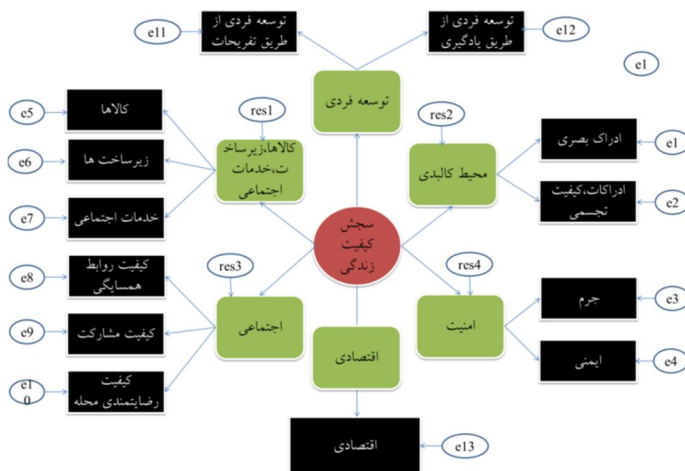 توسعه فردی از
طریق تفریحات
e11
توسعه فردی از
طریق یادگیری
e12
e1
توسعه فردی
e5
کالاها
res1
res2
کالاها،زیرساخ
ت،خدمات
اجتماعی
محیط کالبدی
ادراک بصری
e1
e6
زیرساخت ها
ادراکات،کیفیت
تجسمی
e2
e7
خدمات اجتماعی
سجش
کیفیت
زندگی
e8
کیفیت روابط
همسایگی
res3
res4
جرم
e3
e9
کیفیت مشارکت
اجتماعی
امنیت
اقتصادی
ایمنی
e4
e1
0
کیفیت
رضایتمندی محله
اقتصادی
e13